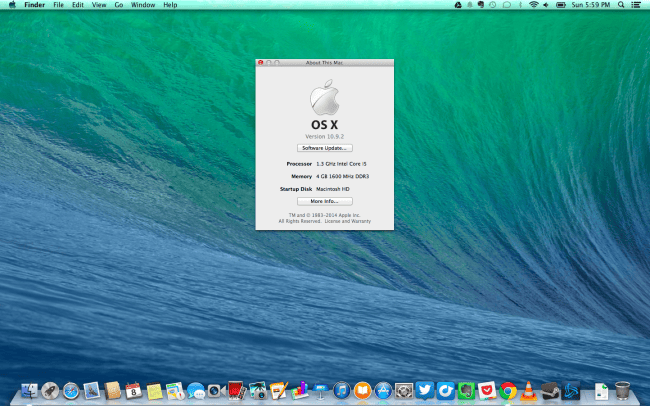 Finder File Edit View Go Window Help Sun 5:59 PM
About This Mac
OS X
Version 10.9.2
Software Update...
Processor 1.3 GHz Intel Core i5
Memory 4 GB 1600 MHz DDR3
Startup Disk Macintosh HD
More Info...
TM und © 1983–2014 Apple Inc.
All Rights Reserved. License and Warranty
8